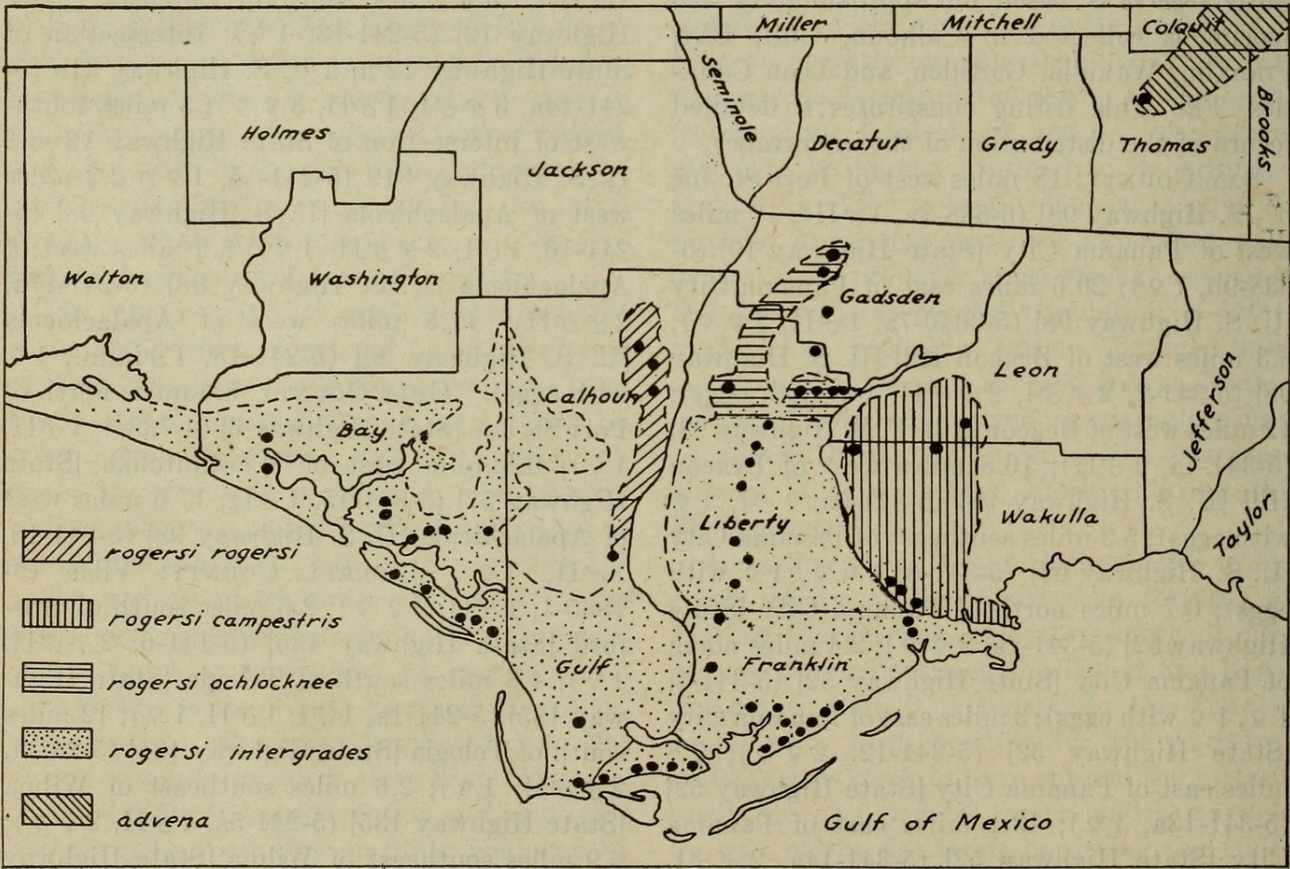 Miller
Mitchell
Colquit
Seminole
Brooks
Holmes
Decatur
Grady
Thomas
Jackson
Walton
Washington
Gadsden
Leon
Jefferson
Calhoun
Bay
Liberty
Wakulla
Taylor
rogersi rogersi
rogersi campestris
rogersi ochlocknee
Gulf
Franklin
rogersi intergrades
advena
Gulf of Mexico